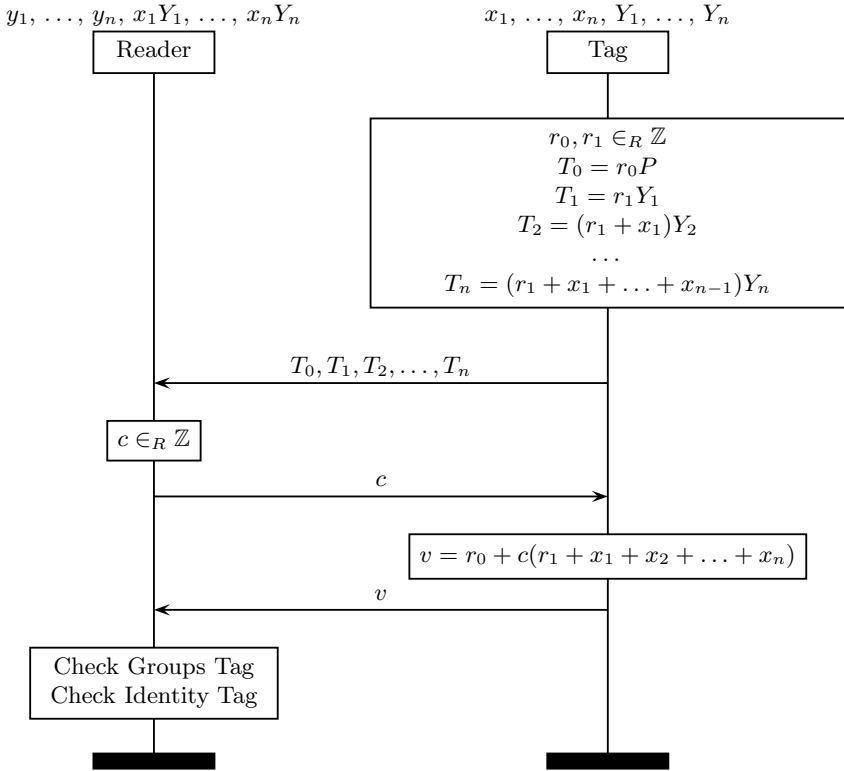 y₁, …, yₙ, x₁Y₁, …, xₙYₙ
x₁, …, xₙ, Y₁, …, Yₙ
Reader
Tag
r₀, r₁ ∈_R ℤ
T₀ = r₀P
T₁ = r₁Y₁
T₂ = (r₁ + x₁)Y₂
…
Tₙ = (r₁ + x₁ + … + xₙ₋₁)Yₙ
T₀, T₁, T₂, …, Tₙ
c ∈_R ℤ
c
v = r₀ + c(r₁ + x₁ + x₂ + … + xₙ)
v
Check Groups Tag
Check Identity Tag